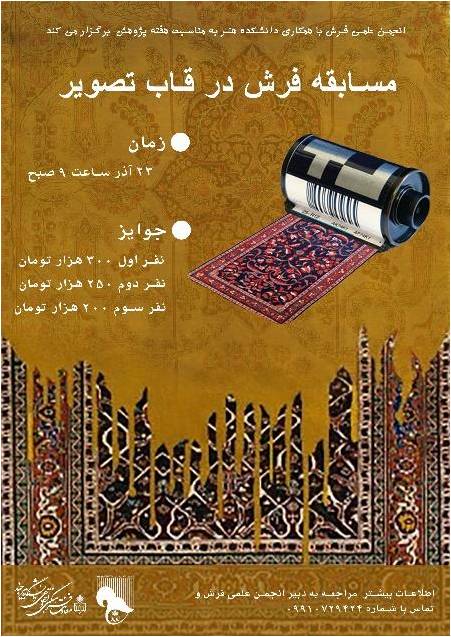 انجمن علمی فرش با همکاری دانشکده هنر به مناسبت هفته پژوهش برگزار می کند
مسابقه فرش در قاب تصویر
زمان
۲۳ آذر ساعت ۹ صبح
جوایز
نفر اول ۳۰۰ هزار تومان
نفر دوم ۲۵۰ هزار تومان
نفر سوم ۲۰۰ هزار تومان
اطلاعات بیشتر مراجعه به دبیر انجمن علمی فرش و
تماس با شماره ۰۹۹۱۰۷۲۹۴۲۴